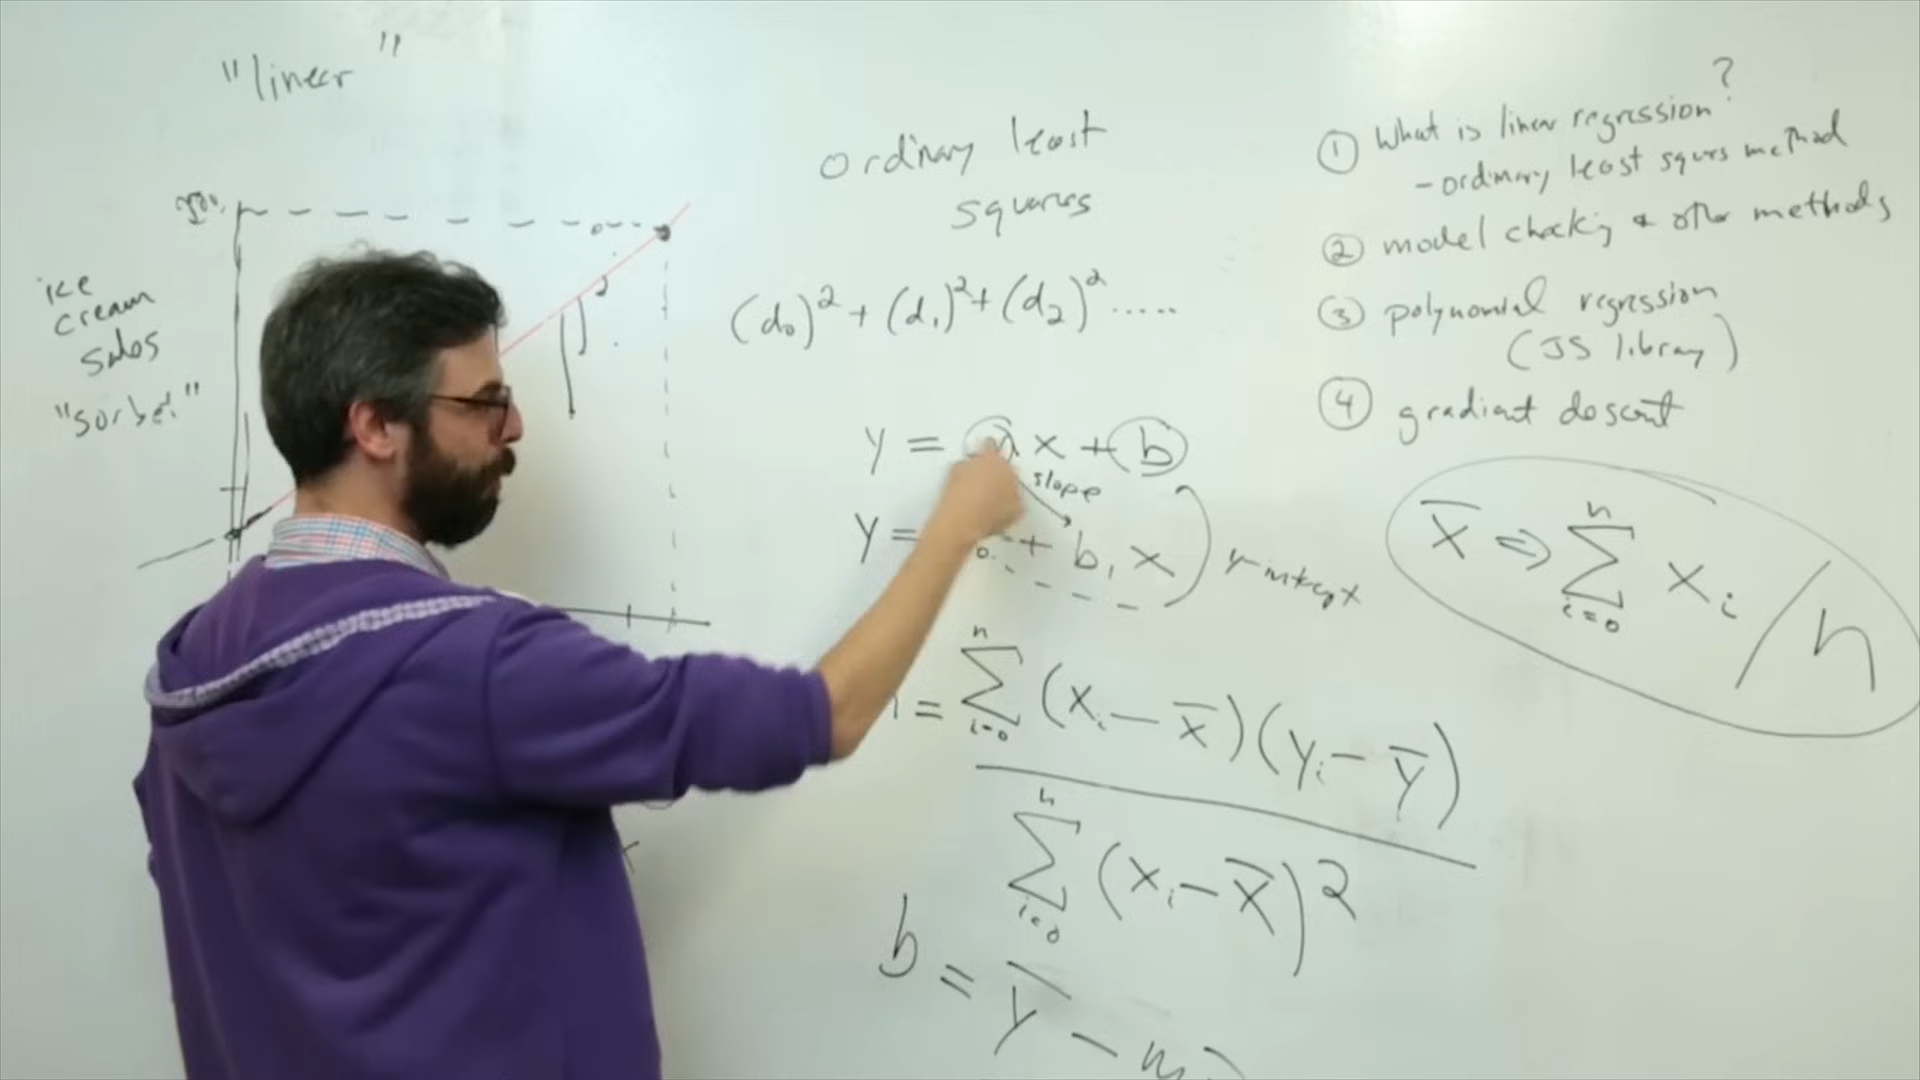 "linear"
ice
cream
sales
"sorbet"
ordinary least
squares
(d₀)² + (d₁)² + (d₂)² .....
y = m x + b
slope
y = + b₁ x
y-intercept
= n Σ i=0 (xᵢ - x̄)(yᵢ - ȳ)
n Σ i=0 (xᵢ - x̄)²
b = ȳ - m
① What is linear regression?
- ordinary least squrs method
② model checking & other methods
③ polynomial regression
(JS library)
④ gradient descent
x̄ ⇒ n Σ i=0 xᵢ / n